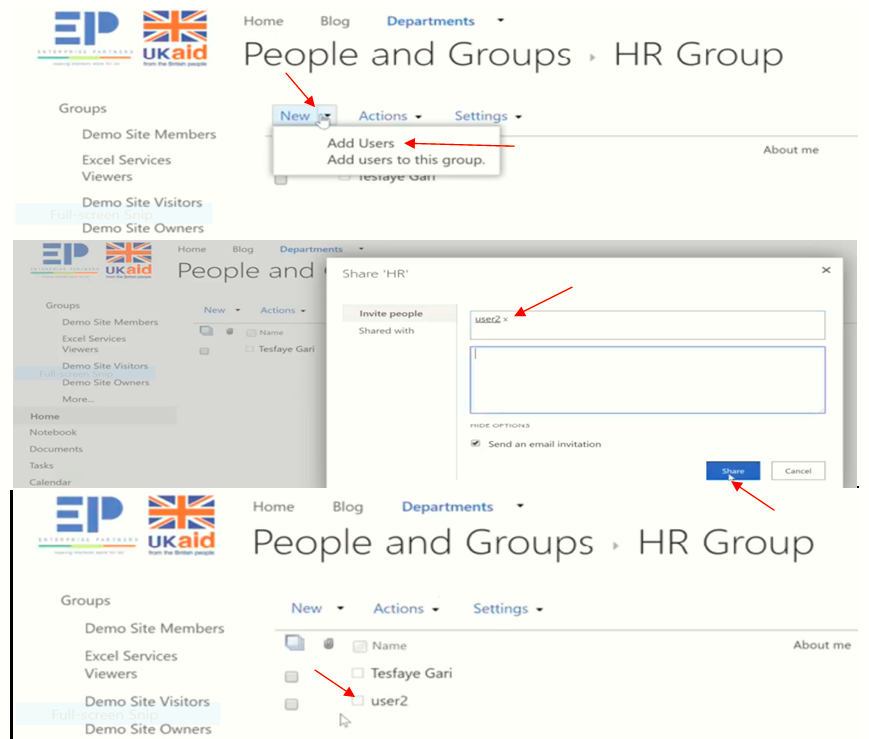 Home Blog Departments
EP
ENTERPRISE PARTNERS
UKaid
from the British people
People and Groups HR Group
Groups
New Actions Settings
Demo Site Members
Add Users
About me
Excel Services
Viewers
Add users to this group.
Tesfaye Gari
Demo Site Visitors
Full-screen Snip
Demo Site Owners
Home Blog Departments
EP
UKaid
People and
Share 'HR' ×
Groups
New Actions
Invite people
user2 ×
Demo Site Members
Shared with
Name
Excel Services
Viewers
Tesfaye Gari
Demo Site Visitors
Full-screen Snip
Demo Site Owners
More...
Home
HIDE OPTIONS
Notebook
Send an email invitation
Documents
Tasks
Share Cancel
Calendar
Home Blog Departments
EP
ENTERPRISE PARTNERS
UKaid
from the British people
People and Groups HR Group
Groups
New Actions Settings
Demo Site Members
Name About me
Excel Services
Viewers
Tesfaye Gari
Demo Site Visitors
user2
Full-screen Snip
Demo Site Owners